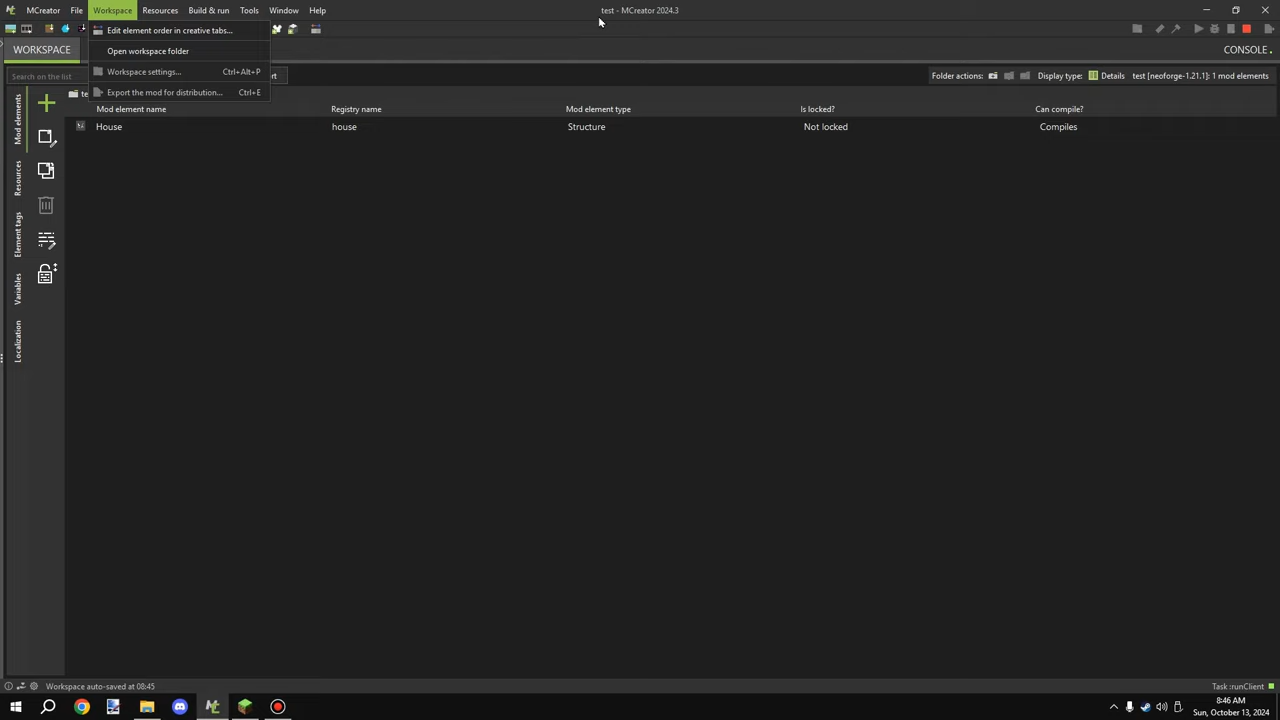 MCreator File Workspace Resources Build & run Tools Window Help test - MCreator 2024.3
Edit element order in creative tabs...
Open workspace folder
Workspace settings... Ctrl+Alt+P
Export the mod for distribution... Ctrl+E
WORKSPACE CONSOLE
Search on the list Folder actions: Display type: Details test [neoforge-1.21.1]: 1 mod elements
Mod element name Registry name Mod element type Is locked? Can compile?
House house Structure Not locked Compiles
Mod elements
Resources
Element tags
Variables
Localization
Workspace auto-saved at 08:45 Task :runClient
8:46 AM
Sun, October 13, 2024